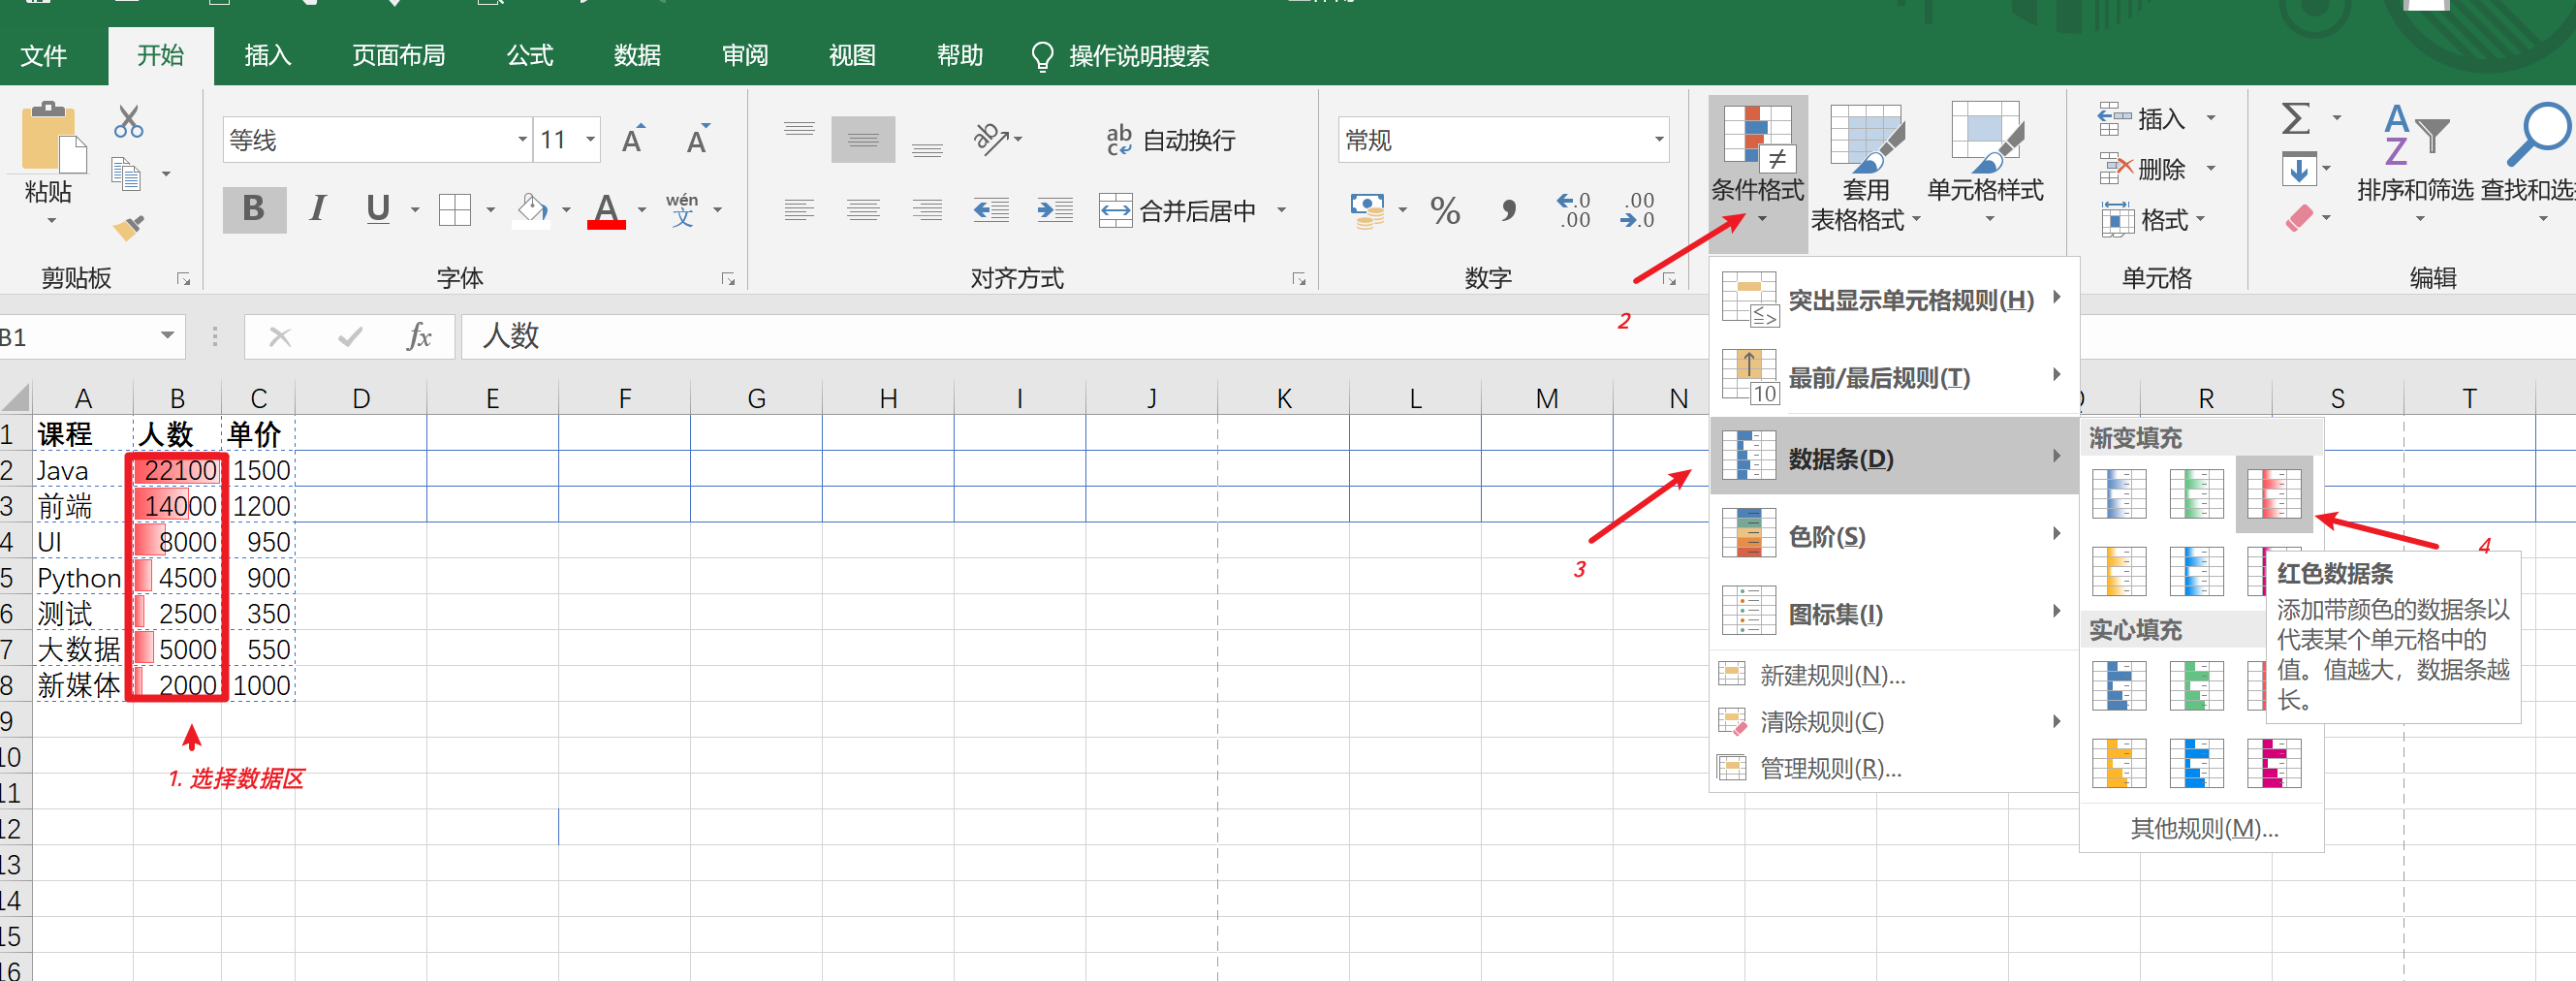 文件 开始 插入 页面布局 公式 数据 审阅 视图 帮助 操作说明搜索
粘贴
剪贴板
等线 11 A A
B I U A wén 文
字体
ab c 自动换行
合并后居中
对齐方式
常规
% , .0 .00 .00 .0
数字
条件格式
套用
表格格式
单元格样式
插入
删除
格式
单元格
Σ
A Z
排序和筛选
查找和选
编辑
2
B1 fx 人数
A B C D E F G H I J K L M N R S T
1 课程 人数 单价
2 Java 22100 1500
3 前端 14000 1200
4 UI 8000 950
5 Python 4500 900
6 测试 2500 350
7 大数据 5000 550
8 新媒体 2000 1000
9
10
11
12
13
14
15
16
1. 选择数据区
突出显示单元格规则(H)
最前/最后规则(T)
10
数据条(D)
3
色阶(S)
图标集(I)
新建规则(N)...
清除规则(C)
管理规则(R)...
渐变填充
4
实心填充
其他规则(M)...
红色数据条
添加带颜色的数据条以
代表某个单元格中的
值。值越大，数据条越
长。